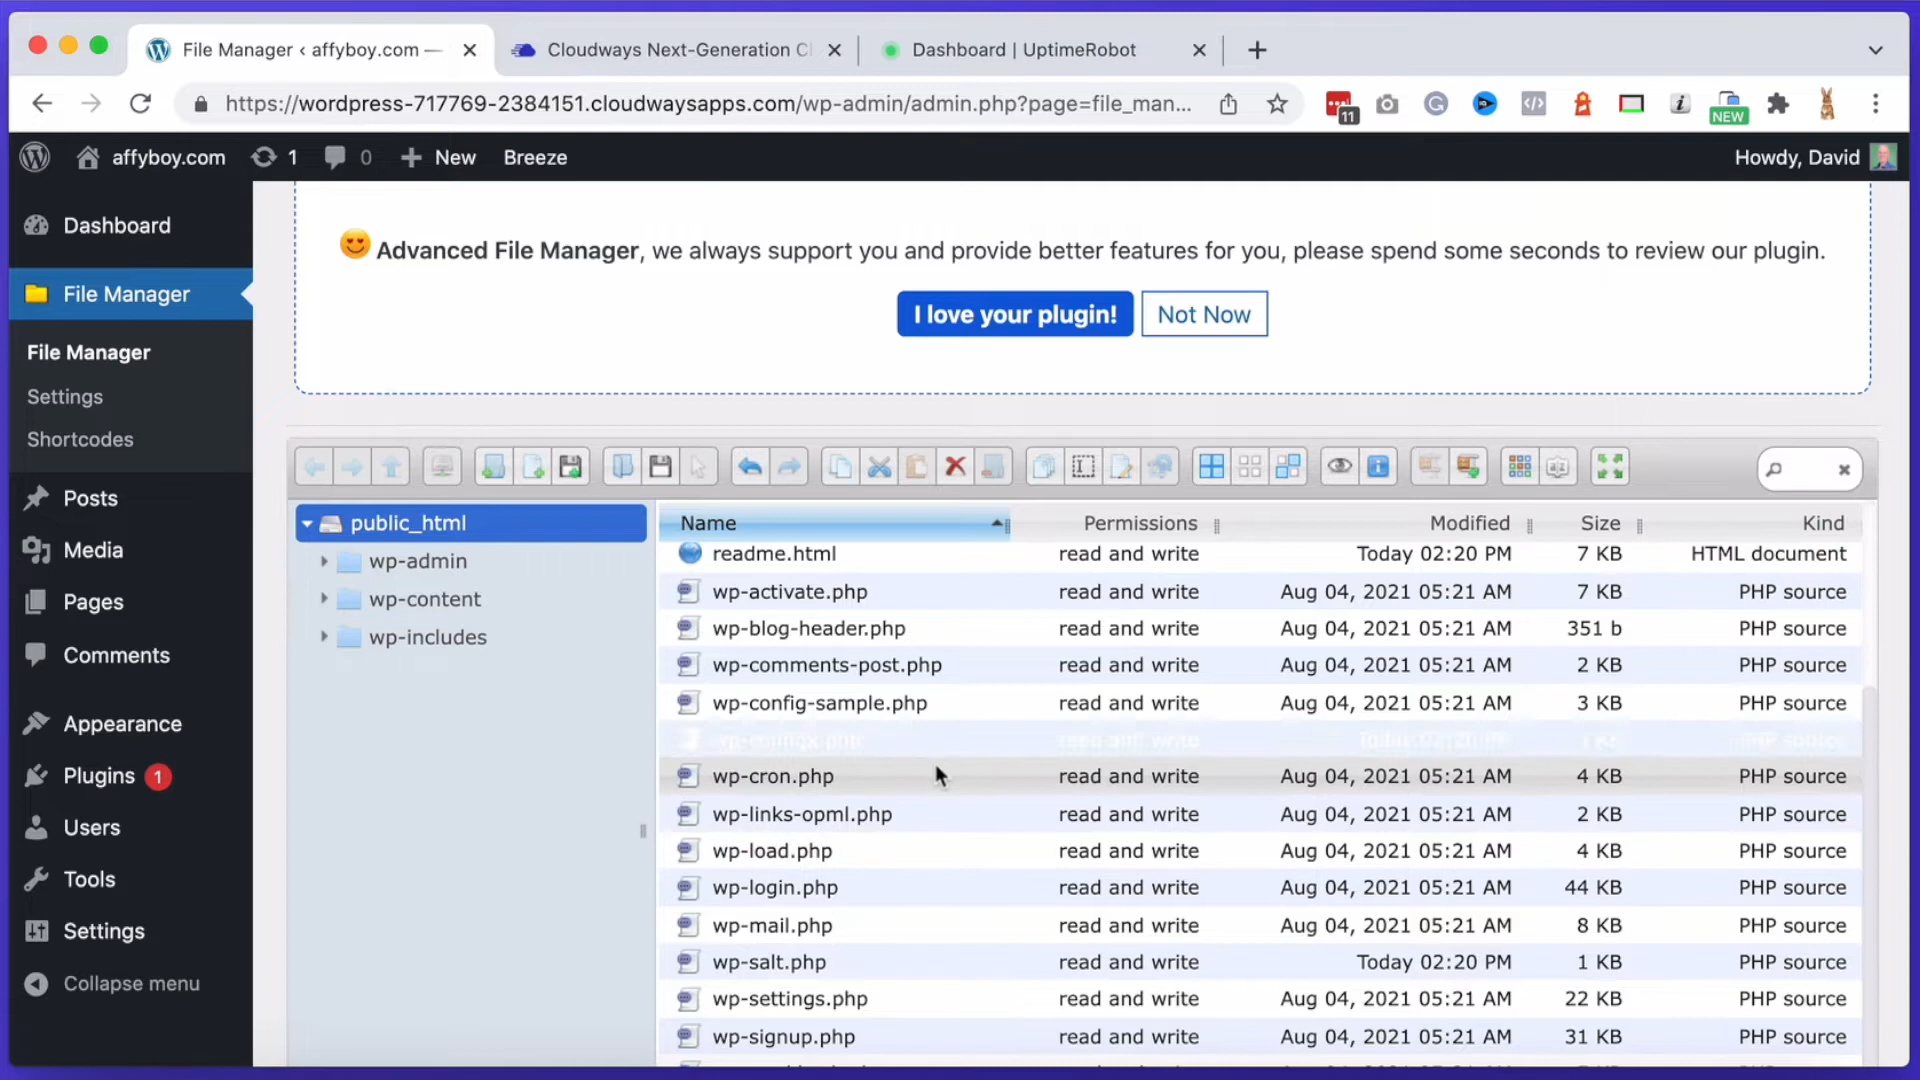 File Manager ‹ affyboy.com —
Cloudways Next-Generation Cl
Dashboard | UptimeRobot
https://wordpress-717769-2384151.cloudwaysapps.com/wp-admin/admin.php?page=file_man...
11
NEW
affyboy.com
1
0
New
Breeze
Howdy, David
Dashboard
File Manager
File Manager
Settings
Shortcodes
Posts
Media
Pages
Comments
Appearance
Plugins 1
Users
Tools
Settings
Collapse menu
Advanced File Manager, we always support you and provide better features for you, please spend some seconds to review our plugin.
I love your plugin!
Not Now
public_html
wp-admin
wp-content
wp-includes
Name Permissions Modified Size Kind
readme.html read and write Today 02:20 PM 7 KB HTML document
wp-activate.php read and write Aug 04, 2021 05:21 AM 7 KB PHP source
wp-blog-header.php read and write Aug 04, 2021 05:21 AM 351 b PHP source
wp-comments-post.php read and write Aug 04, 2021 05:21 AM 2 KB PHP source
wp-config-sample.php read and write Aug 04, 2021 05:21 AM 3 KB PHP source
read and write Today 02:20 PM PHP source
wp-cron.php read and write Aug 04, 2021 05:21 AM 4 KB PHP source
wp-links-opml.php read and write Aug 04, 2021 05:21 AM 2 KB PHP source
wp-load.php read and write Aug 04, 2021 05:21 AM 4 KB PHP source
wp-login.php read and write Aug 04, 2021 05:21 AM 44 KB PHP source
wp-mail.php read and write Aug 04, 2021 05:21 AM 8 KB PHP source
wp-salt.php read and write Today 02:20 PM 1 KB PHP source
wp-settings.php read and write Aug 04, 2021 05:21 AM 22 KB PHP source
wp-signup.php read and write Aug 04, 2021 05:21 AM 31 KB PHP source